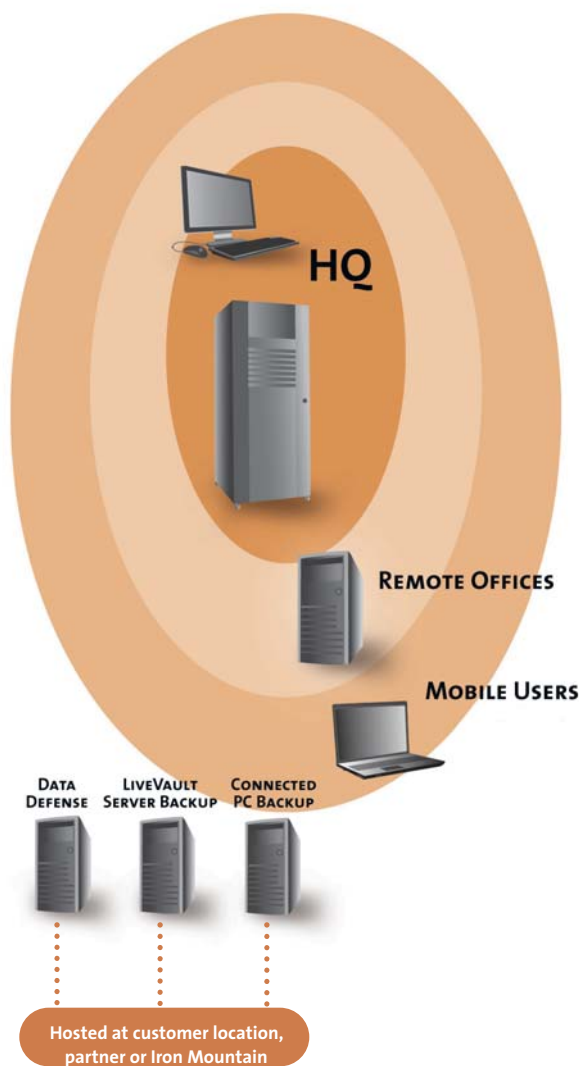 HQ
REMOTE OFFICES
MOBILE USERS
DATA
DEFENSE
LIVEVAULT
SERVER BACKUP
CONNECTED
PC BACKUP
Hosted at customer location,
partner or Iron Mountain